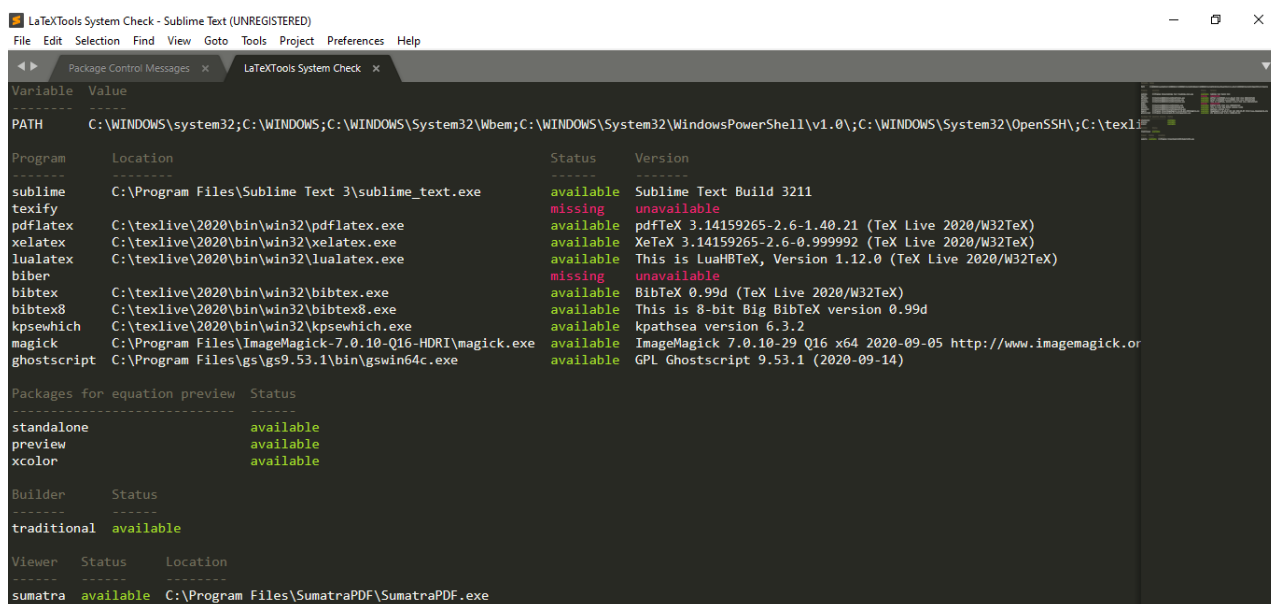 LaTeXTools System Check - Sublime Text (UNREGISTERED)
File Edit Selection Find View Goto Tools Project Preferences Help
Package Control Messages × LaTeXTools System Check ×
Variable Value
-------- -----
PATH C:\WINDOWS\system32;C:\WINDOWS;C:\WINDOWS\System32\Wbem;C:\WINDOWS\System32\WindowsPowerShell\v1.0\;C:\WINDOWS\System32\OpenSSH\;C:\texli
Program Location Status Version
------- -------- ------ -------
sublime C:\Program Files\Sublime Text 3\sublime_text.exe available Sublime Text Build 3211
texify missing unavailable
pdflatex C:\texlive\2020\bin\win32\pdflatex.exe available pdfTeX 3.14159265-2.6-1.40.21 (TeX Live 2020/W32TeX)
xelatex C:\texlive\2020\bin\win32\xelatex.exe available XeTeX 3.14159265-2.6-0.999992 (TeX Live 2020/W32TeX)
lualatex C:\texlive\2020\bin\win32\lualatex.exe available This is LuaHBTeX, Version 1.12.0 (TeX Live 2020/W32TeX)
biber missing unavailable
bibtex C:\texlive\2020\bin\win32\bibtex.exe available BibTeX 0.99d (TeX Live 2020/W32TeX)
bibtex8 C:\texlive\2020\bin\win32\bibtex8.exe available This is 8-bit Big BibTeX version 0.99d
kpsewhich C:\texlive\2020\bin\win32\kpsewhich.exe available kpathsea version 6.3.2
magick C:\Program Files\ImageMagick-7.0.10-Q16-HDRI\magick.exe available ImageMagick 7.0.10-29 Q16 x64 2020-09-05 http://www.imagemagick.or
ghostscript C:\Program Files\gs\gs9.53.1\bin\gswin64c.exe available GPL Ghostscript 9.53.1 (2020-09-14)
Packages for equation preview Status
----------------------------- ------
standalone available
preview available
xcolor available
Builder Status
------- ------
traditional available
Viewer Status Location
------ ------ --------
sumatra available C:\Program Files\SumatraPDF\SumatraPDF.exe